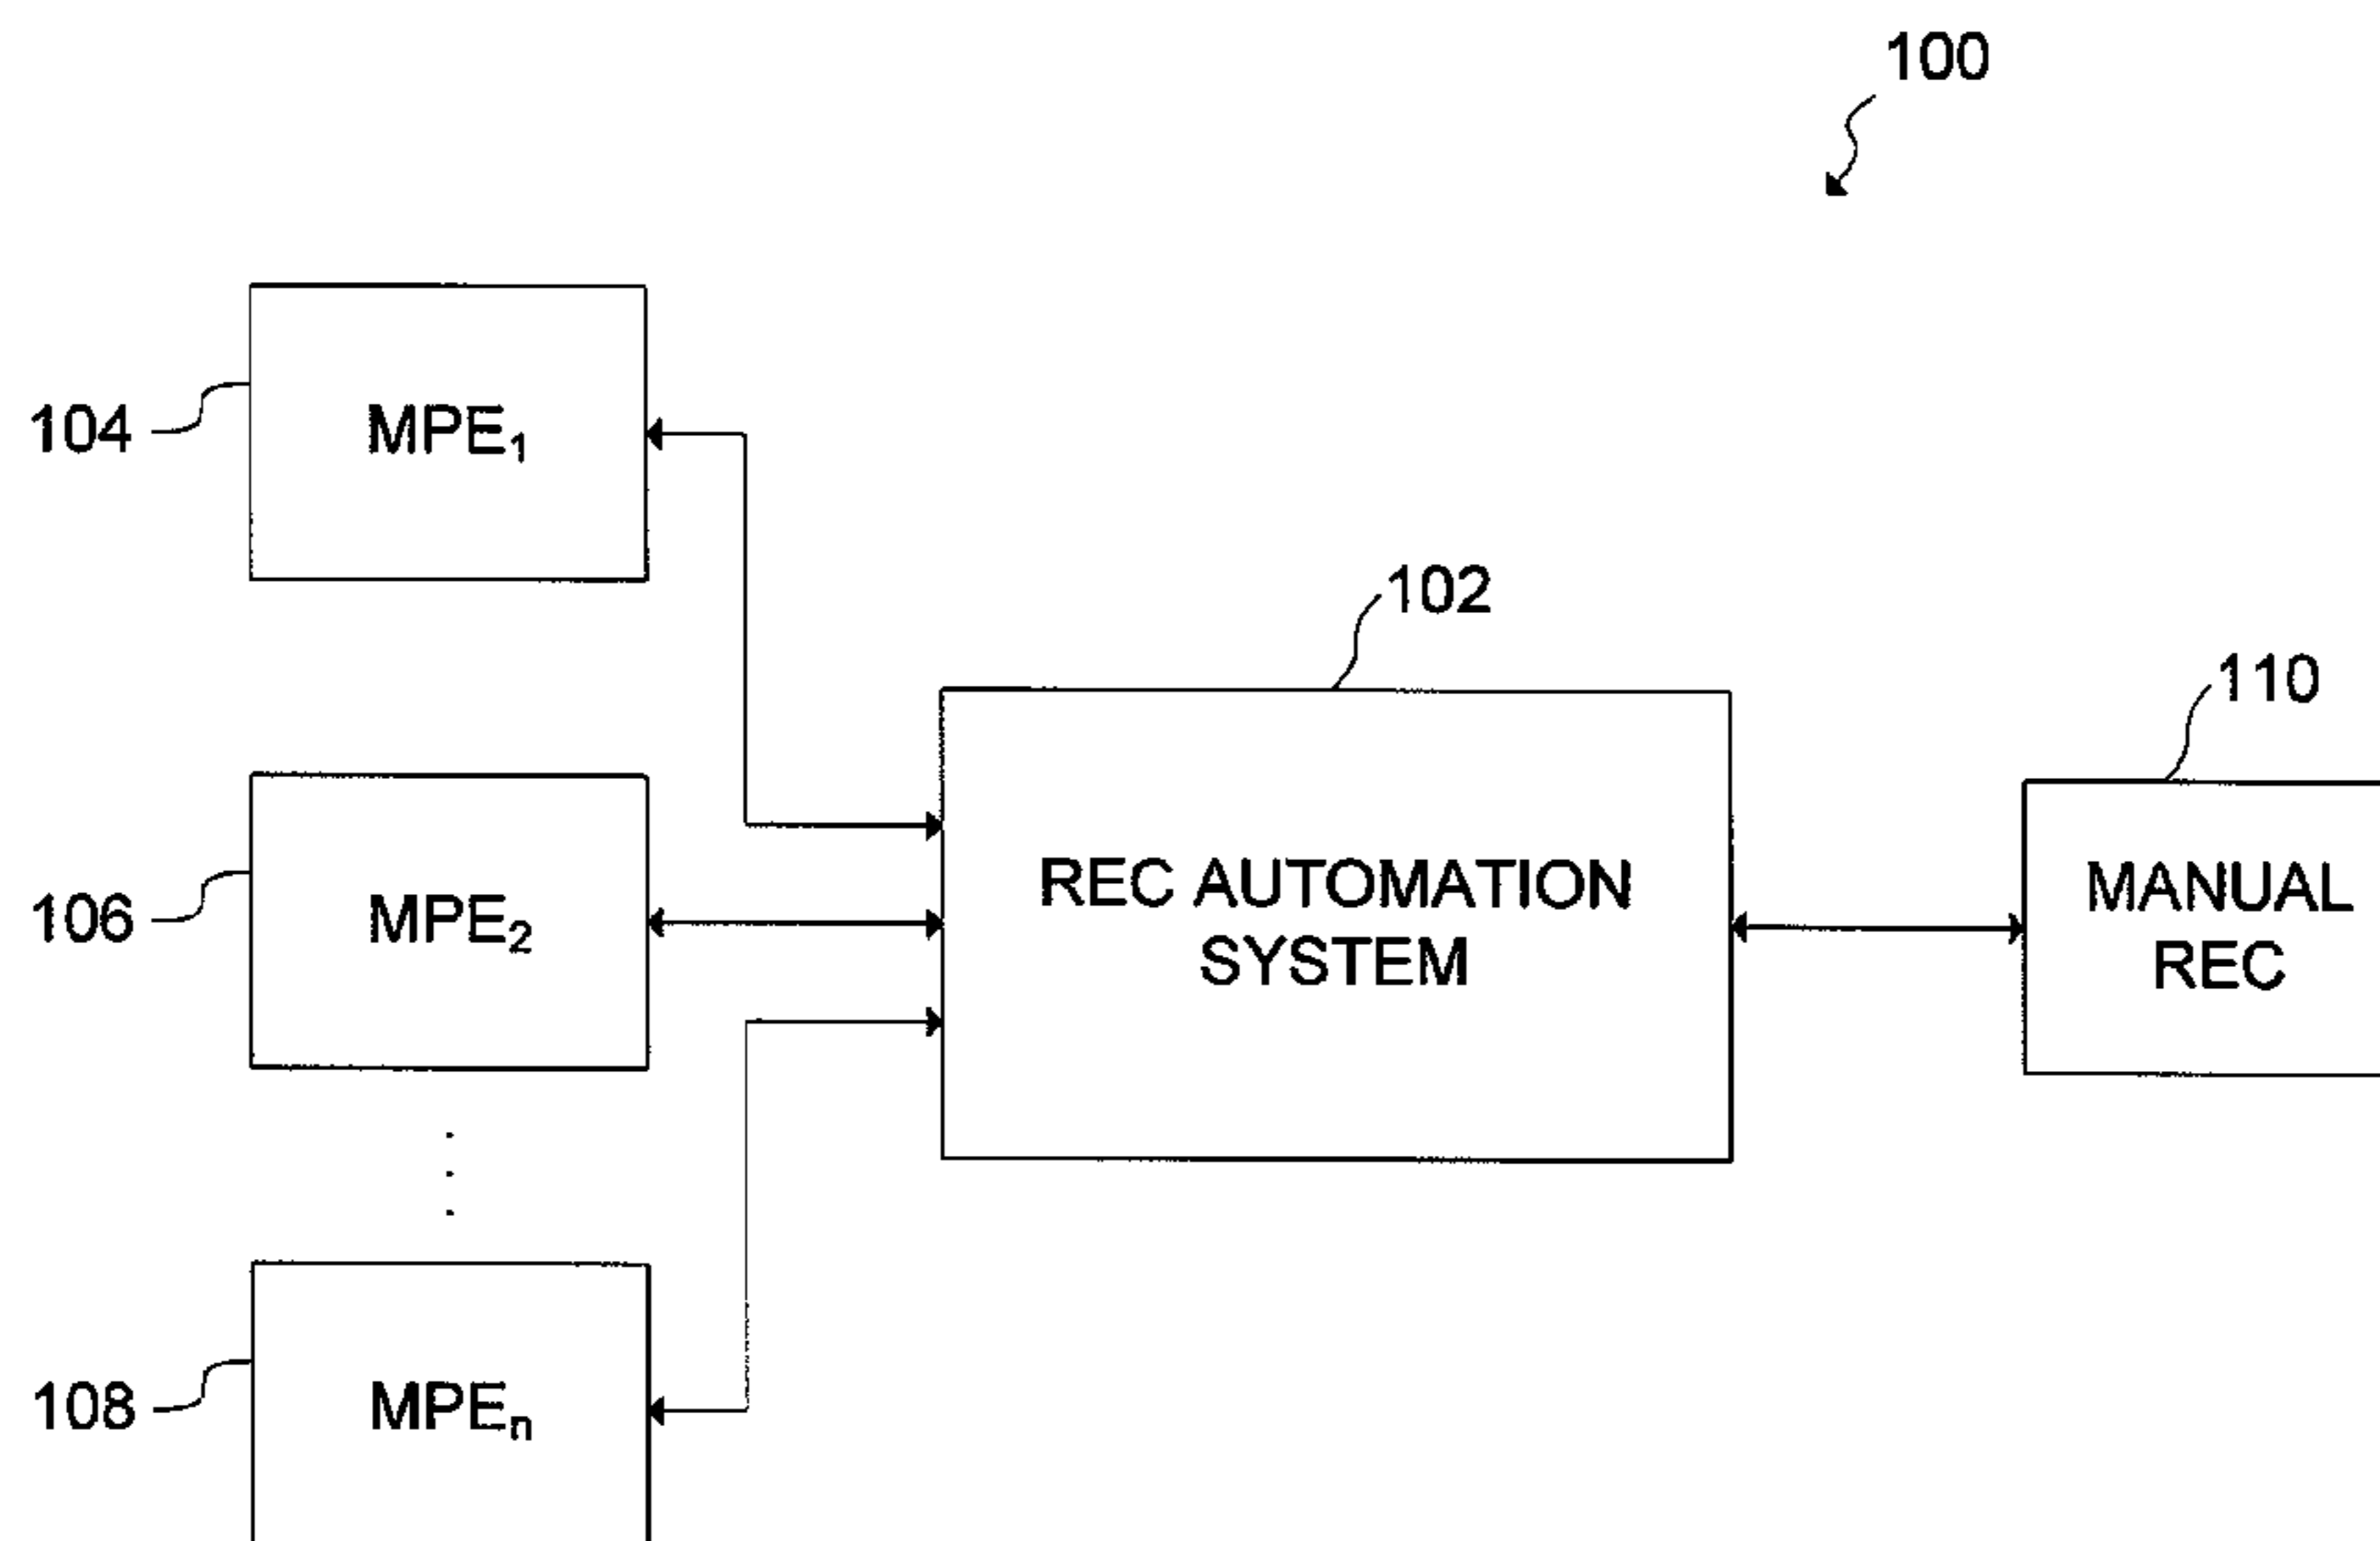 100
104
MPE₁
102
110
106
MPE₂
REC AUTOMATION
SYSTEM
MANUAL
REC
108
MPEₙ